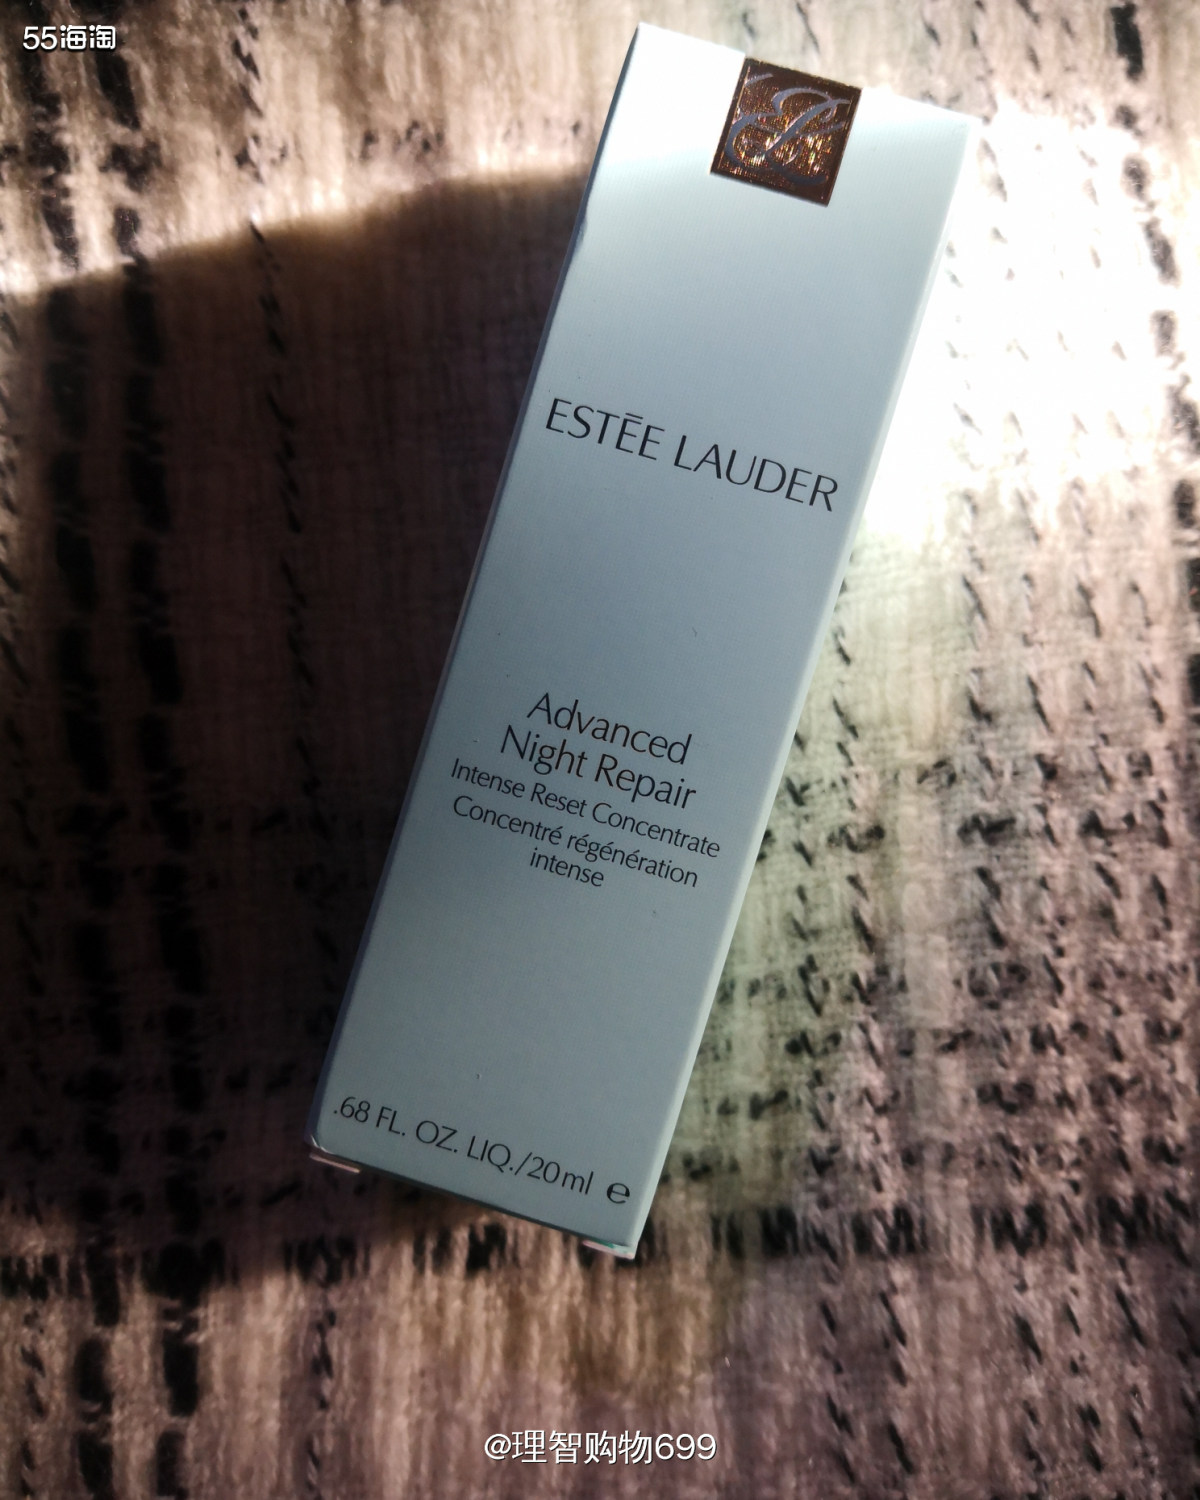 55海淘
ESTĒE LAUDER
Advanced
Night Repair
Intense Reset Concentrate
Concentré régénération
intense
.68 FL. OZ. LIQ./20ml ℮
@理智购物699